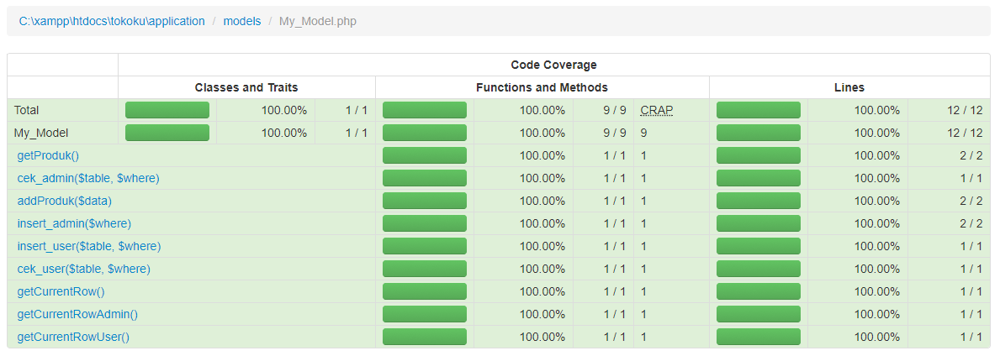 C:\xampp\htdocs\tokoku\application / models / My_Model.php
Code Coverage
Classes and Traits Functions and Methods Lines
Total 100.00% 1 / 1 100.00% 9 / 9 CRAP 100.00% 12 / 12
My_Model 100.00% 1 / 1 100.00% 9 / 9 9 100.00% 12 / 12
getProduk() 100.00% 1 / 1 1 100.00% 2 / 2
cek_admin($table, $where) 100.00% 1 / 1 1 100.00% 1 / 1
addProduk($data) 100.00% 1 / 1 1 100.00% 2 / 2
insert_admin($where) 100.00% 1 / 1 1 100.00% 2 / 2
insert_user($table, $where) 100.00% 1 / 1 1 100.00% 1 / 1
cek_user($table, $where) 100.00% 1 / 1 1 100.00% 1 / 1
getCurrentRow() 100.00% 1 / 1 1 100.00% 1 / 1
getCurrentRowAdmin() 100.00% 1 / 1 1 100.00% 1 / 1
getCurrentRowUser() 100.00% 1 / 1 1 100.00% 1 / 1